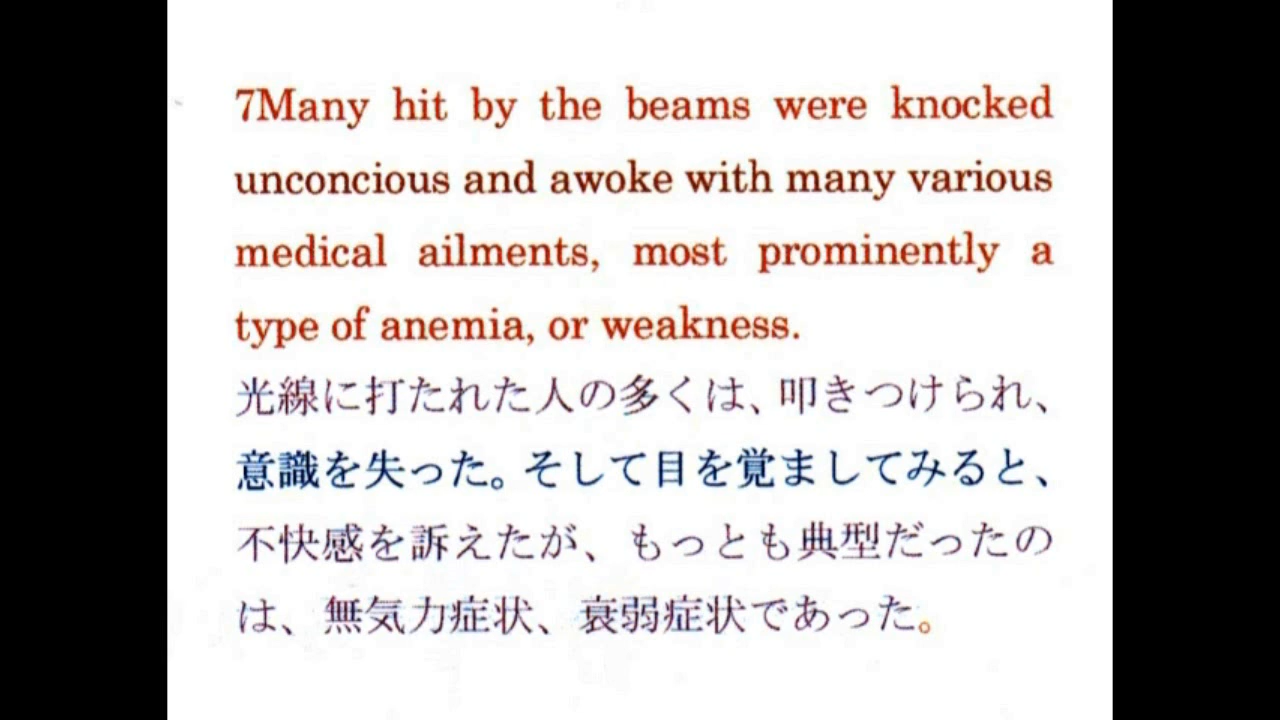 7Many hit by the beams were knocked
unconcious and awoke with many various
medical ailments, most prominently a
type of anemia, or weakness.
光線に打たれた人の多くは、叩きつけられ、
意識を失った。そして目を覚ましてみると、
不快感を訴えたが、もっとも典型だったの
は、無気力症状、衰弱症状であった。